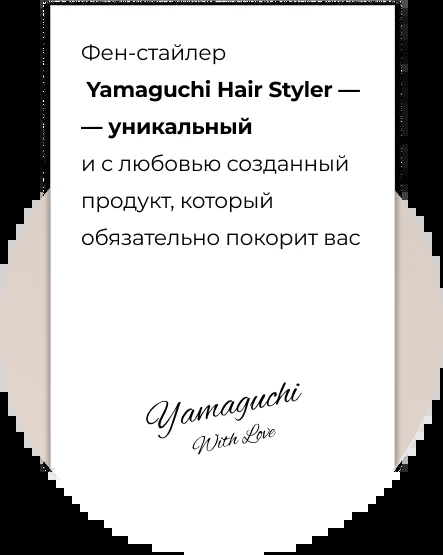 Фен-стайлер
Yamaguchi Hair Styler —
— уникальный
и с любовью созданный
продукт, который
обязательно покорит вас
Yamaguchi
With Love